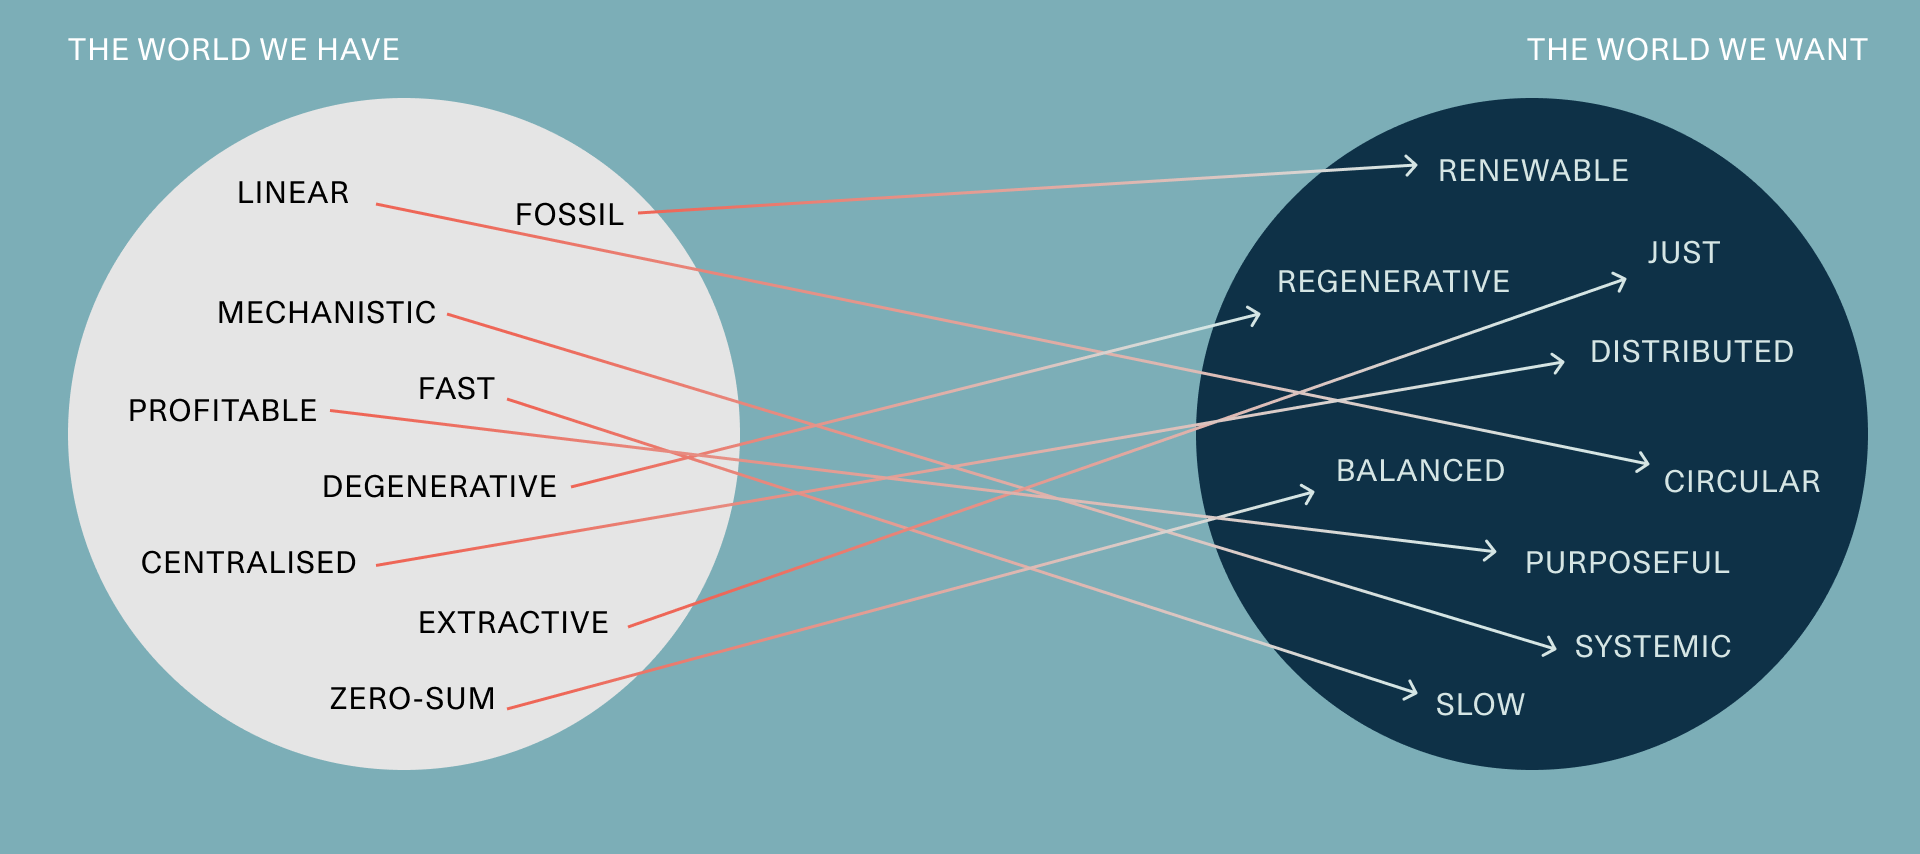 THE WORLD WE HAVE
THE WORLD WE WANT
LINEAR
FOSSIL
MECHANISTIC
FAST
PROFITABLE
DEGENERATIVE
CENTRALISED
EXTRACTIVE
ZERO-SUM
RENEWABLE
JUST
REGENERATIVE
DISTRIBUTED
BALANCED
CIRCULAR
PURPOSEFUL
SYSTEMIC
SLOW